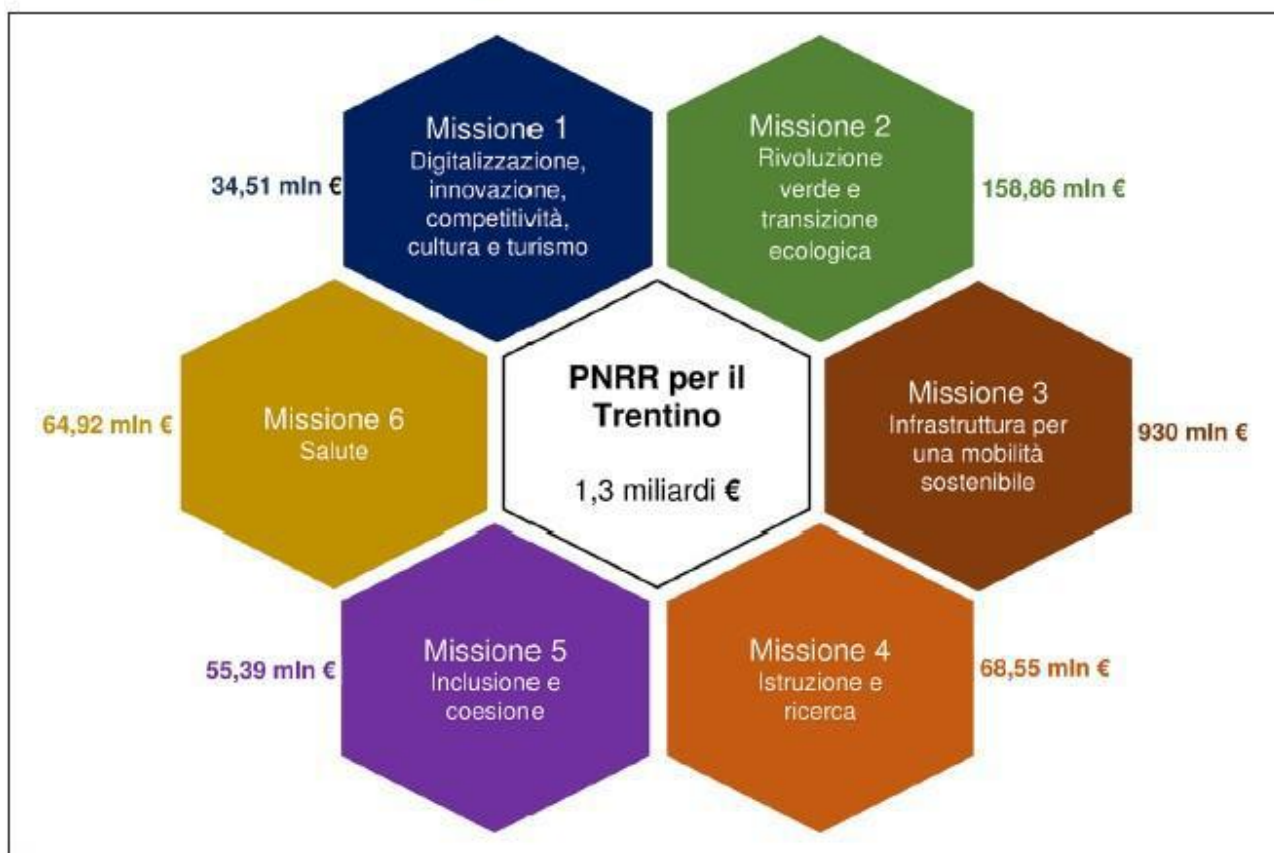 Missione 1
Digitalizzazione,
innovazione,
competitività,
cultura e turismo
34,51 mln €
Missione 2
Rivoluzione
verde e
transizione
ecologica
158,86 mln €
Missione 6
Salute
64,92 mln €
PNRR per il
Trentino
1,3 miliardi €
Missione 3
Infrastruttura per
una mobilità
sostenibile
930 mln €
Missione 5
Inclusione e
coesione
55,39 mln €
Missione 4
Istruzione e
ricerca
68,55 mln €